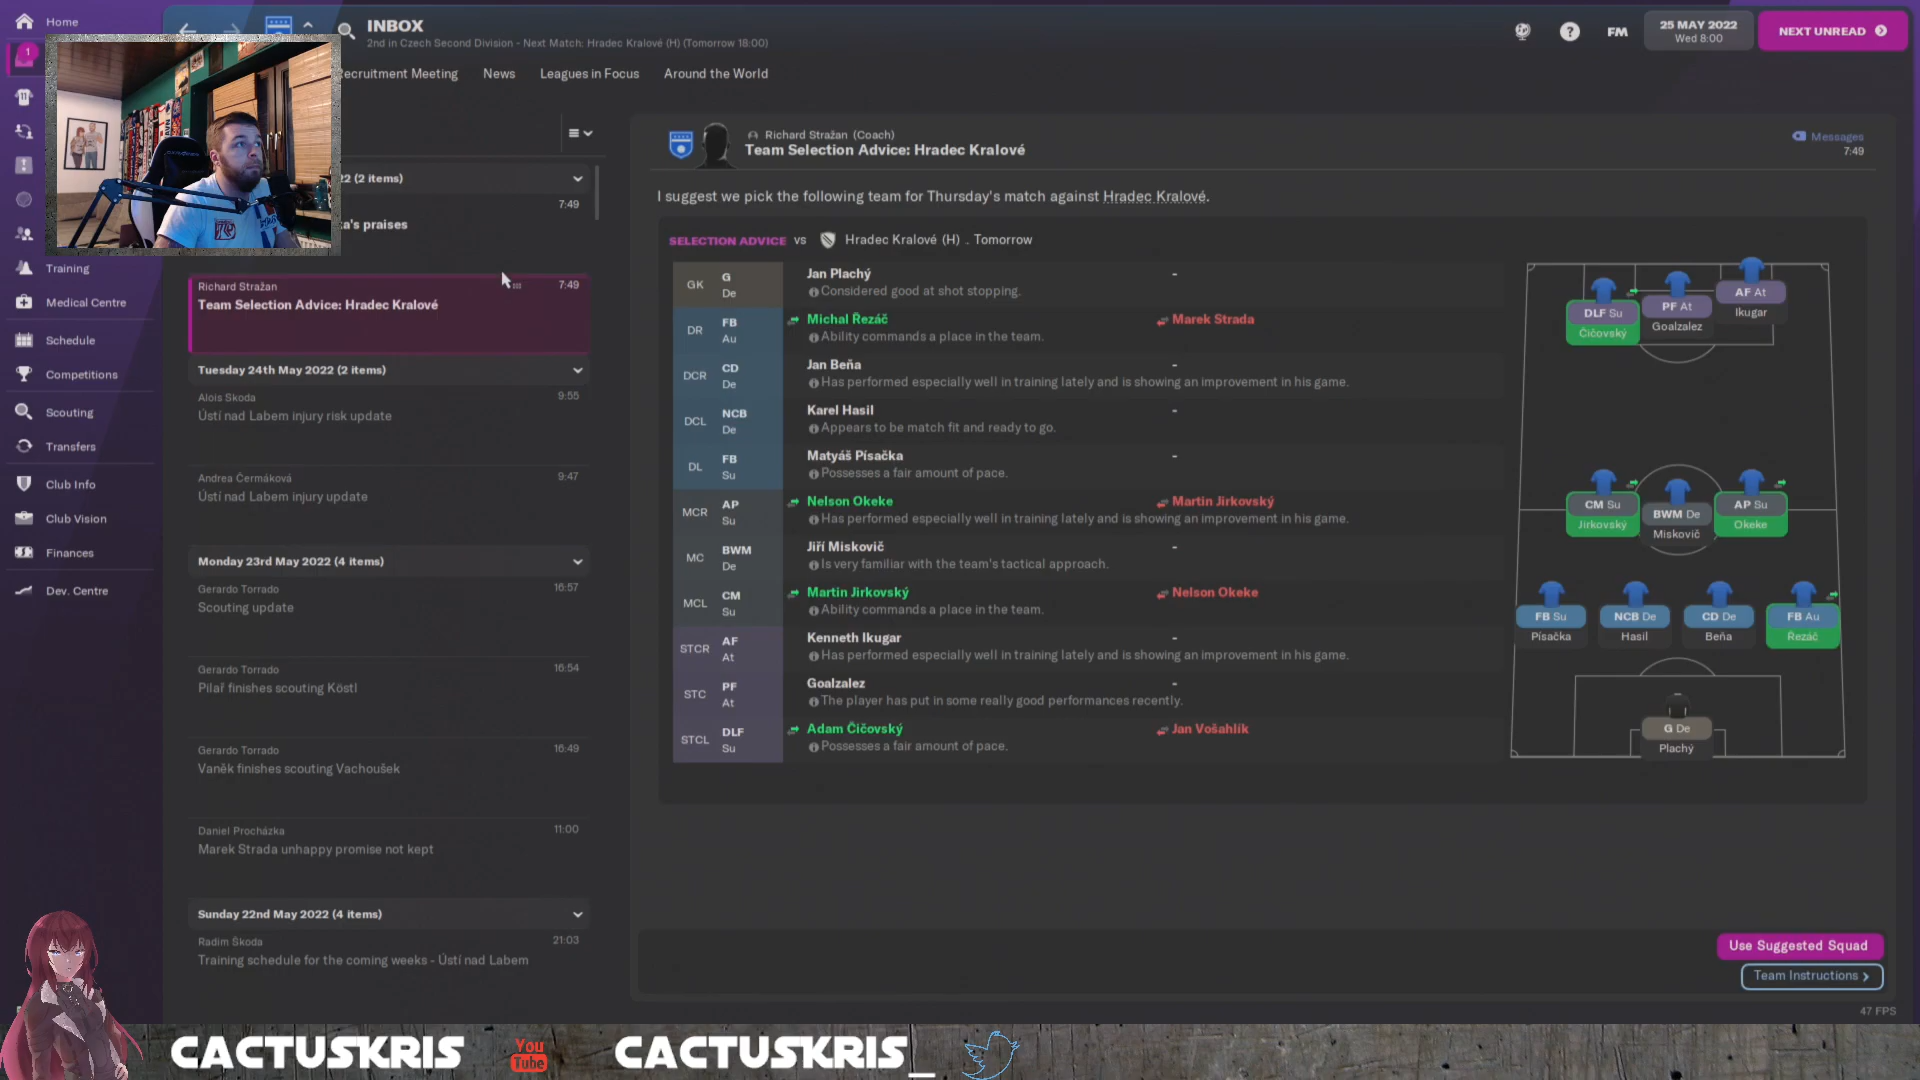 Home
INBOX
2nd in Czech Second Division - Next Match: Hradec Kralové (H) (Tomorrow 18:00)
FM
25 MAY 2022
Wed 8:00
NEXT UNREAD
1
Recruitment Meeting
News
Leagues in Focus
Around the World
Training
Medical Centre
Schedule
Competitions
Scouting
Transfers
Club Info
Club Vision
Finances
Dev. Centre
22 (2 items)
7:49
ka's praises
Richard Stražan
7:49
Team Selection Advice: Hradec Kralové
Tuesday 24th May 2022 (2 items)
Alois Skoda
9:55
Ústí nad Labem injury risk update
Andrea Čermáková
9:47
Ústí nad Labem injury update
Monday 23rd May 2022 (4 items)
Gerardo Torrado
16:57
Scouting update
Gerardo Torrado
16:54
Pilař finishes scouting Köstl
Gerardo Torrado
16:49
Vaněk finishes scouting Vachoušek
Daniel Procházka
11:00
Marek Strada unhappy promise not kept
Sunday 22nd May 2022 (4 items)
Radim Škoda
21:03
Training schedule for the coming weeks - Ústí nad Labem
Richard Stražan (Coach)
Team Selection Advice: Hradec Kralové
Messages
7:49
I suggest we pick the following team for Thursday's match against Hradec Kralové.
SELECTION ADVICE vs Hradec Kralové (H) - Tomorrow
GK G De Jan Plachý -
Considered good at shot stopping.
DR FB Au Michal Řezáč Marek Strada
Ability commands a place in the team.
DCR CD De Jan Beňa -
Has performed especially well in training lately and is showing an improvement in his game.
DCL NCB De Karel Hasil -
Appears to be match fit and ready to go.
DL FB Su Matyáš Písačka -
Possesses a fair amount of pace.
MCR AP Su Nelson Okeke Martin Jirkovský
Has performed especially well in training lately and is showing an improvement in his game.
MC BWM De Jiří Miskovič -
Is very familiar with the team's tactical approach.
MCL CM Su Martin Jirkovský Nelson Okeke
Ability commands a place in the team.
STCR AF At Kenneth Ikugar -
Has performed especially well in training lately and is showing an improvement in his game.
STC PF At Goalzalez -
The player has put in some really good performances recently.
STCL DLF Su Adam Čičovský Jan Vošahlík
Possesses a fair amount of pace.
DLF Su
Čičovský
PF At
Goalzalez
AF At
Ikugar
CM Su
Jirkovský
BWM De
Miskovič
AP Su
Okeke
FB Su
Písačka
NCB De
Hasil
CD De
Beňa
FB Au
Řezáč
G De
Plachý
Use Suggested Squad
Team Instructions >
47 FPS
CACTUSKRIS
You Tube
CACTUSKRIS_